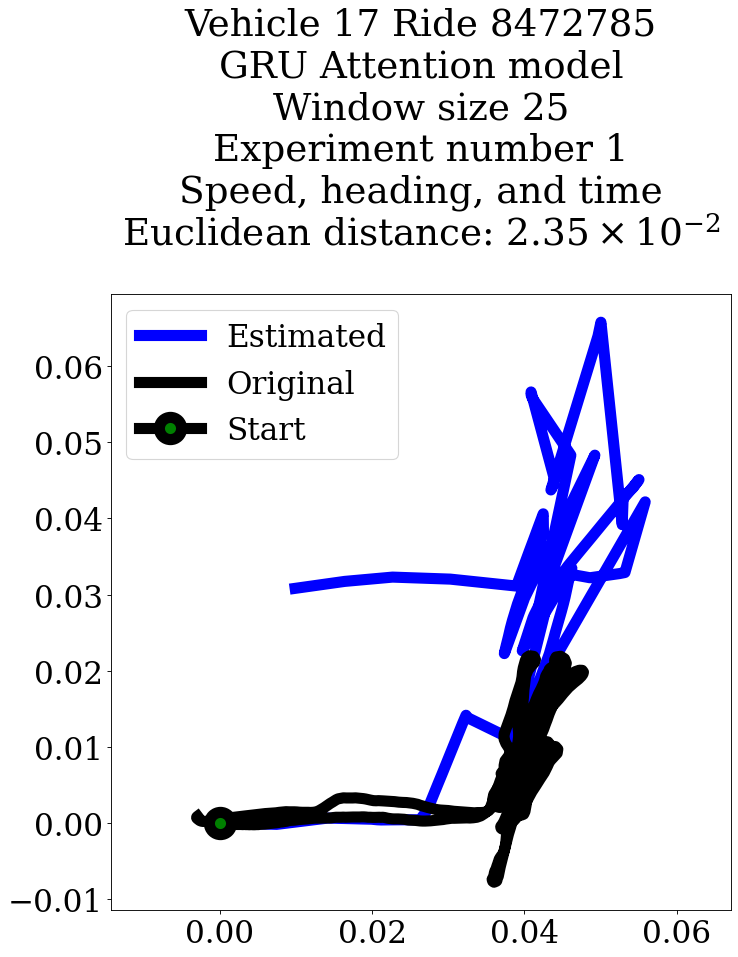 Vehicle 17 Ride 8472785
GRU Attention model
Window size 25
Experiment number 1
Speed, heading, and time
Euclidean distance: 2.35 × 10⁻²
Estimated
Original
Start
0.06
0.05
0.04
0.03
0.02
0.01
0.00
−0.01
0.00 0.02 0.04 0.06